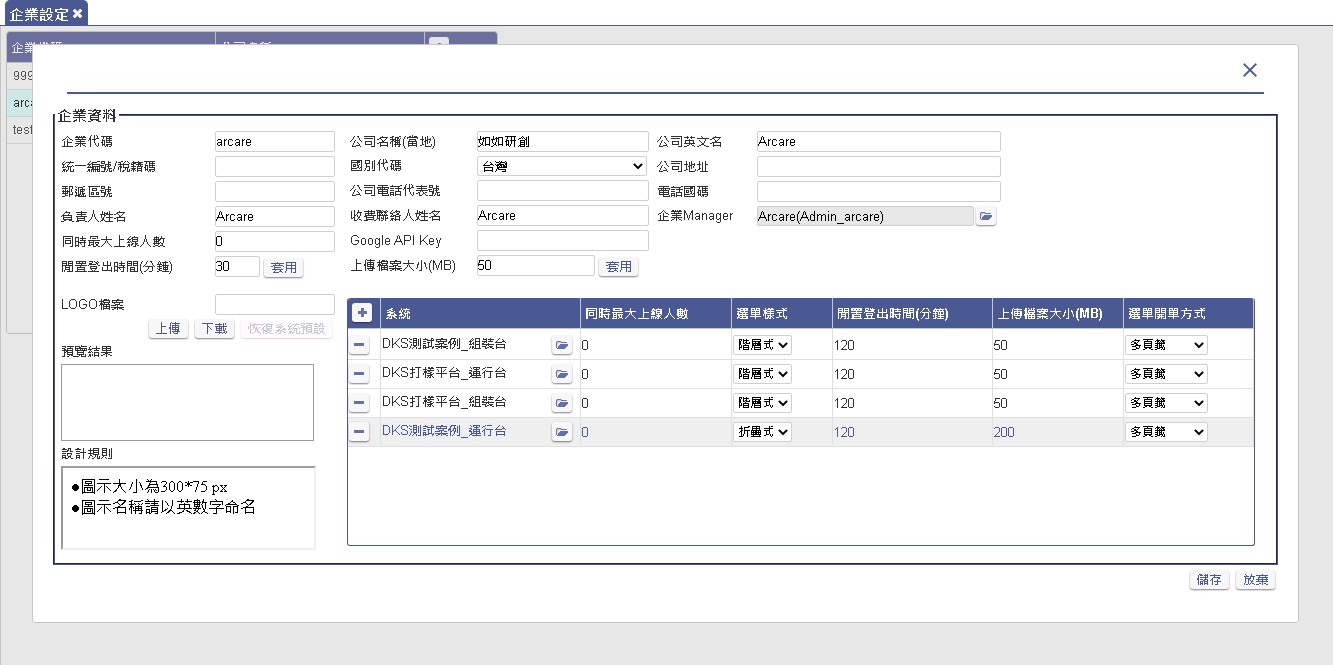 企業設定 ×
999
test
企業資料
企業代碼 arcare 公司名稱(當地) 如如研創 公司英文名 Arcare
統一編號/稅籍碼 國別代碼 台灣 公司地址
郵遞區號 公司電話代表號 電話國碼
負責人姓名 Arcare 收費聯絡人姓名 Arcare 企業Manager Arcare(Admin_arcare)
同時最大上線人數 0 Google API Key
閒置登出時間(分鐘) 30 套用 上傳檔案大小(MB) 50 套用
LOGO檔案
上傳 下載 恢復系統預設
預覽結果
設計規則
●圖示大小為300*75 px
●圖示名稱請以英數字命名
系統 同時最大上線人數 選單樣式 閒置登出時間(分鐘) 上傳檔案大小(MB) 選單開單方式
DKS測試案例_組裝台 0 階層式 120 50 多頁籤
DKS打樣平台_運行台 0 階層式 120 50 多頁籤
DKS打樣平台_組裝台 0 階層式 120 50 多頁籤
DKS測試案例_運行台 0 折疊式 120 200 多頁籤
儲存 放棄